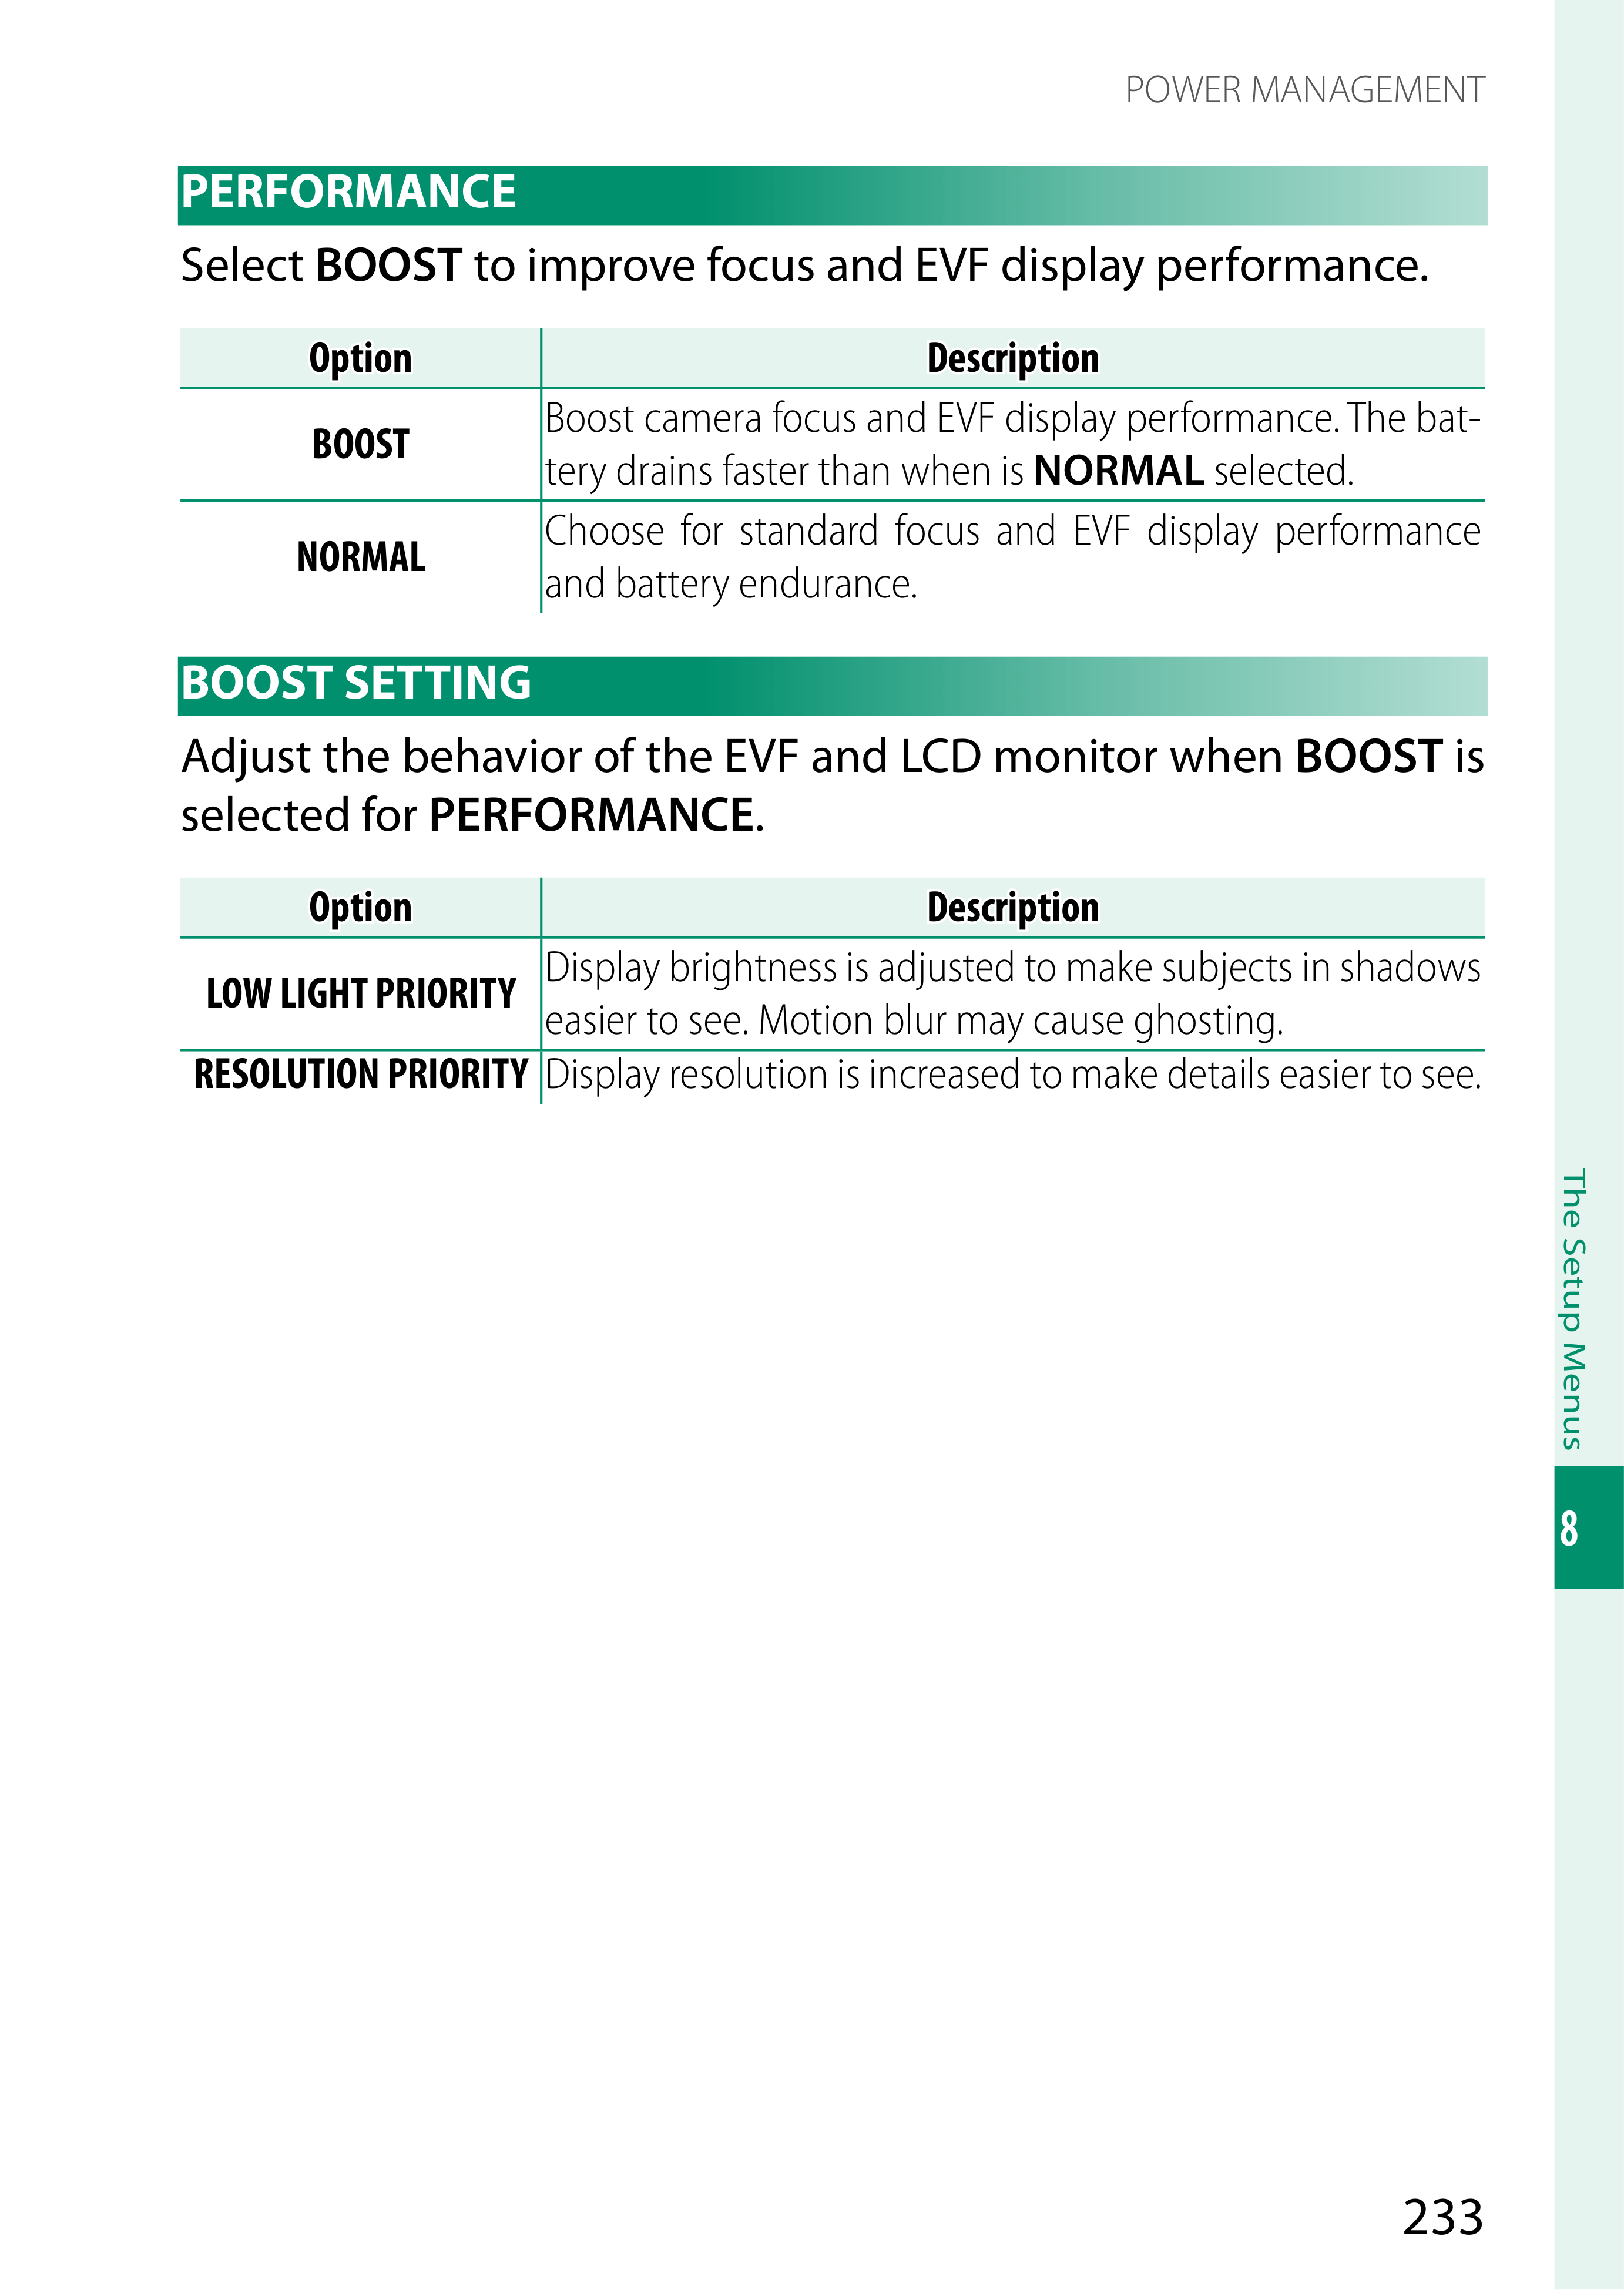 POWER MANAGEMENT
PERFORMANCE
Select BOOST to improve focus and EVF display performance.
Option Description
BOOST
Boost camera focus and EVF display performance. The bat-
tery drains faster than when is NORMAL selected.
NORMAL
Choose for standard focus and EVF display performance
and battery endurance.
BOOST SETTING
Adjust the behavior of the EVF and LCD monitor when BOOST is
selected for PERFORMANCE.
Option Description
LOW LIGHT PRIORITY
Display brightness is adjusted to make subjects in shadows
easier to see. Motion blur may cause ghosting.
RESOLUTION PRIORITY Display resolution is increased to make details easier to see.
The Setup Menus
8
233